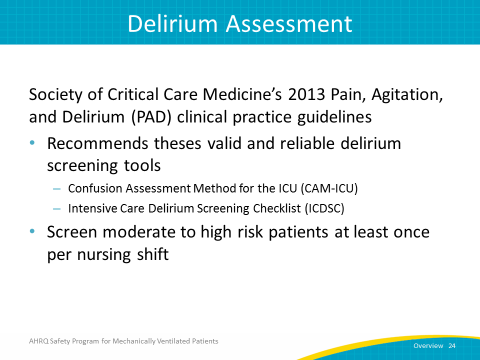 Delirium Assessment
Society of Critical Care Medicine’s 2013 Pain, Agitation,
and Delirium (PAD) clinical practice guidelines
• Recommends theses valid and reliable delirium
screening tools
– Confusion Assessment Method for the ICU (CAM-ICU)
– Intensive Care Delirium Screening Checklist (ICDSC)
• Screen moderate to high risk patients at least once
per nursing shift
AHRQ Safety Program for Mechanically Ventilated Patients
Overview 24